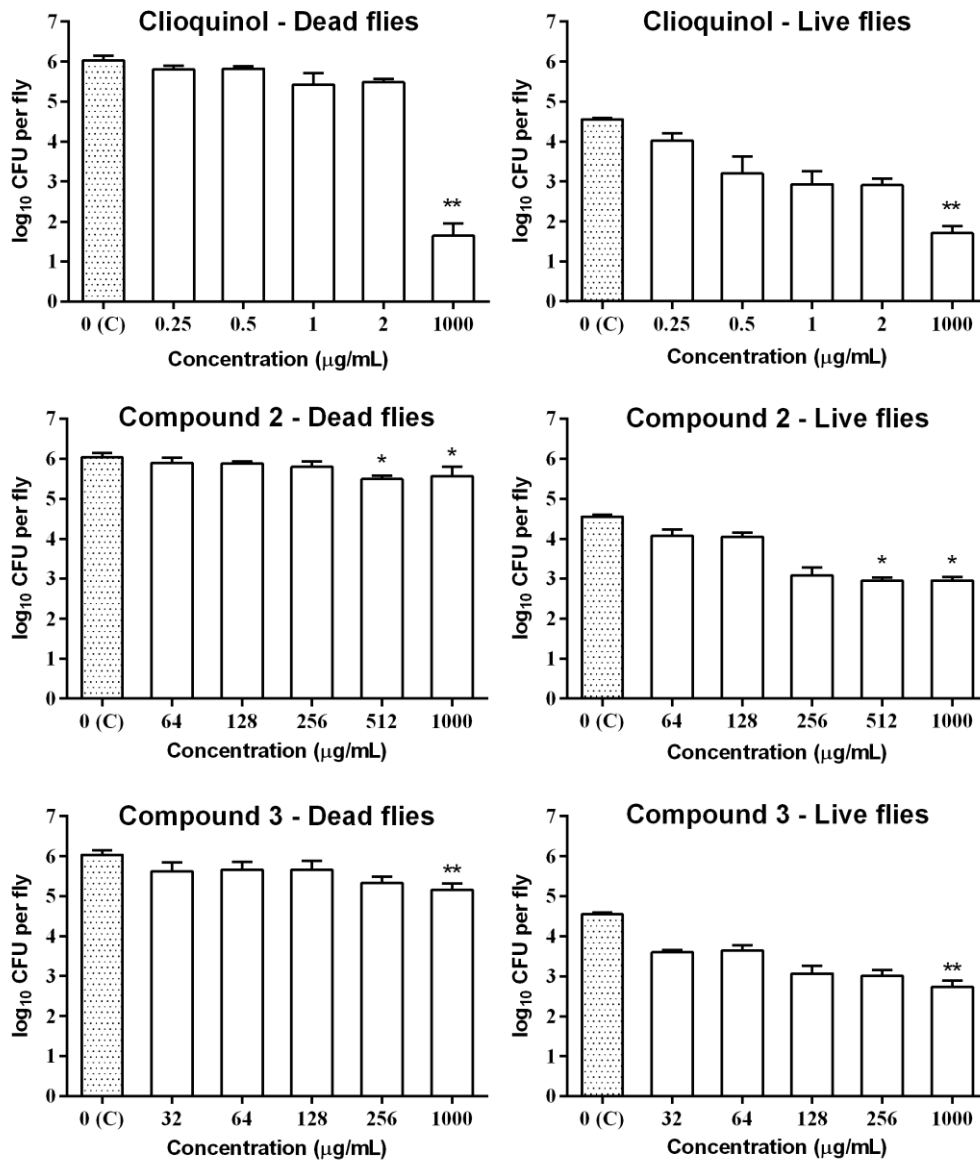 Clioquinol - Dead flies
log₁₀ CFU per fly
7
6
5
4
3
2
1
0
**
0 (C) 0.25 0.5 1 2 1000
Concentration (μg/mL)
Clioquinol - Live flies
log₁₀ CFU per fly
7
6
5
4
3
2
1
0
**
0 (C) 0.25 0.5 1 2 1000
Concentration (μg/mL)
Compound 2 - Dead flies
log₁₀ CFU per fly
7
6
5
4
3
2
1
0
* *
0 (C) 64 128 256 512 1000
Concentration (μg/mL)
Compound 2 - Live flies
log₁₀ CFU per fly
7
6
5
4
3
2
1
0
* *
0 (C) 64 128 256 512 1000
Concentration (μg/mL)
Compound 3 - Dead flies
log₁₀ CFU per fly
7
6
5
4
3
2
1
0
**
0 (C) 32 64 128 256 1000
Concentration (μg/mL)
Compound 3 - Live flies
log₁₀ CFU per fly
7
6
5
4
3
2
1
0
**
0 (C) 32 64 128 256 1000
Concentration (μg/mL)